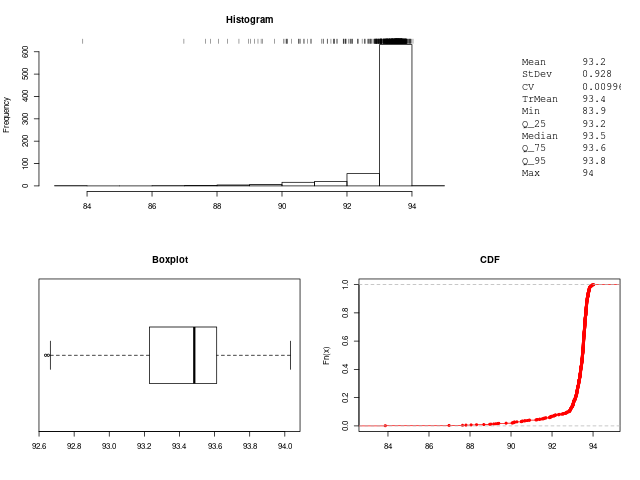 Histogram
Frequency
0 100 200 300 400 500 600
84 86 88 90 92 94
Mean 93.2
StDev 0.928
CV 0.0099
TrMean 93.4
Min 83.9
Q_25 93.2
Median 93.5
Q_75 93.6
Q_95 93.8
Max 94
Boxplot
92.6 92.8 93.0 93.2 93.4 93.6 93.8 94.0
CDF
Fn(x)
0.0 0.2 0.4 0.6 0.8 1.0
84 86 88 90 92 94